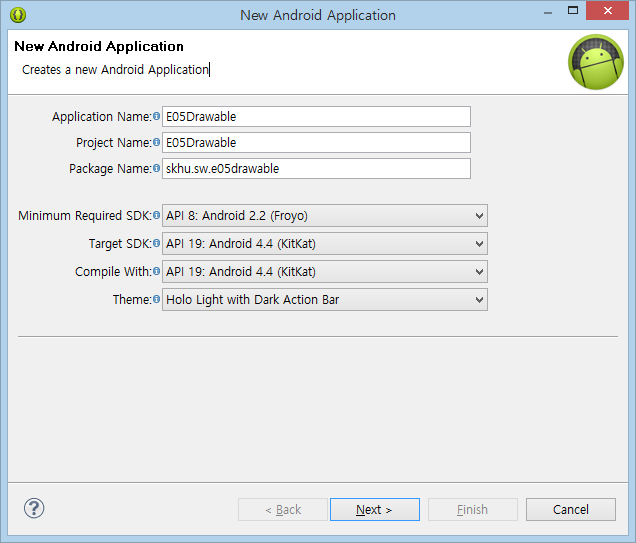 New Android Application
New Android Application
Creates a new Android Application
Application Name: E05Drawable
Project Name: E05Drawable
Package Name: skhu.sw.e05drawable
Minimum Required SDK: API 8: Android 2.2 (Froyo)
Target SDK: API 19: Android 4.4 (KitKat)
Compile With: API 19: Android 4.4 (KitKat)
Theme: Holo Light with Dark Action Bar
? < Back Next > Finish Cancel